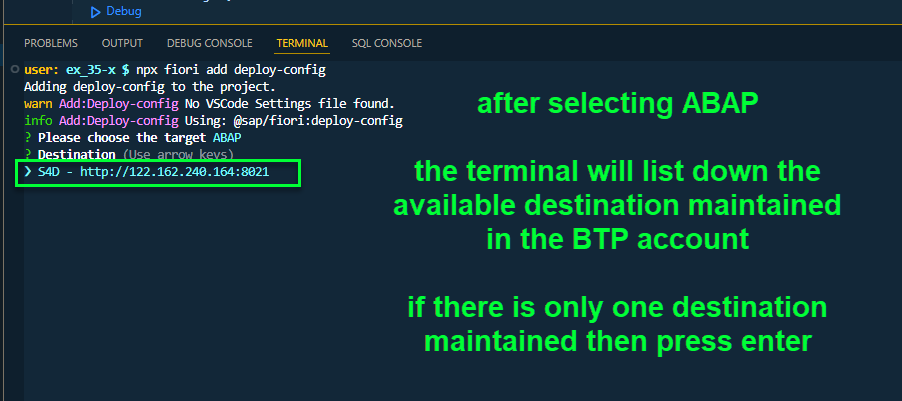 Debug
PROBLEMS OUTPUT DEBUG CONSOLE TERMINAL SQL CONSOLE
user: ex_35-x $ npx fiori add deploy-config
Adding deploy-config to the project.
warn Add:Deploy-config No VSCode Settings file found.
info Add:Deploy-config Using: @sap/fiori:deploy-config
? Please choose the target ABAP
? Destination (Use arrow keys)
❯ S4D - http://122.162.240.164:8021
after selecting ABAP
the terminal will list down the
available destination maintained
in the BTP account
if there is only one destination
maintained then press enter